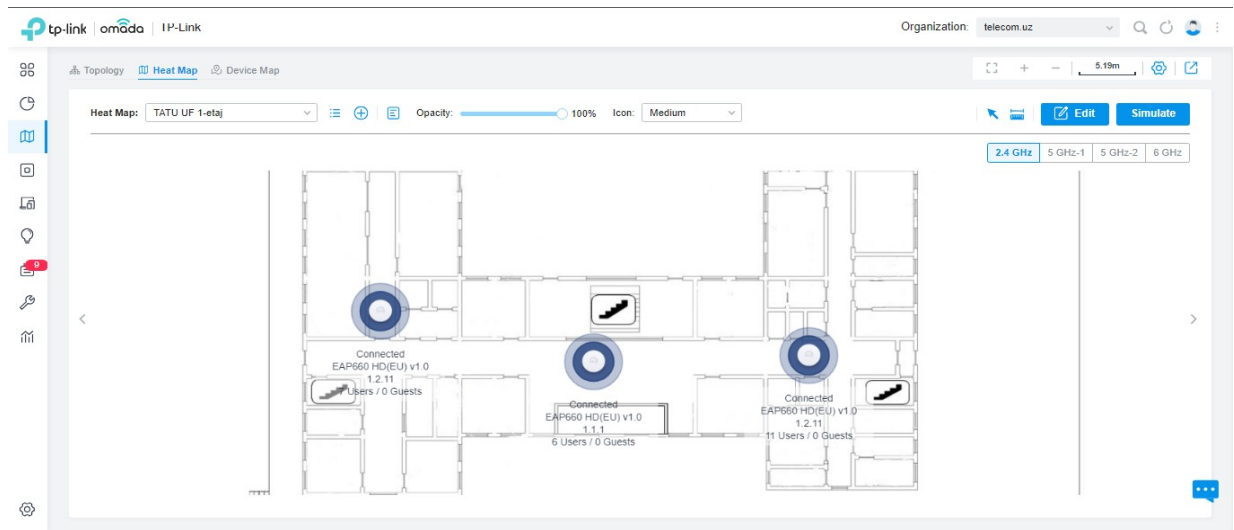 tp-link omada TP-Link
Organization: telecom.uz
Topology Heat Map Device Map
5.19m
Heat Map: TATU UF 1-etaj Opacity: 100% Icon: Medium Edit Simulate
2.4 GHz 5 GHz-1 5 GHz-2 6 GHz
9
Connected
EAP660 HD(EU) v1.0
1.2.11
Users / 0 Guests
Connected
EAP660 HD(EU) v1.0
1.1.1
6 Users / 0 Guests
Connected
EAP660 HD(EU) v1.0
1.2.11
11 Users / 0 Guests